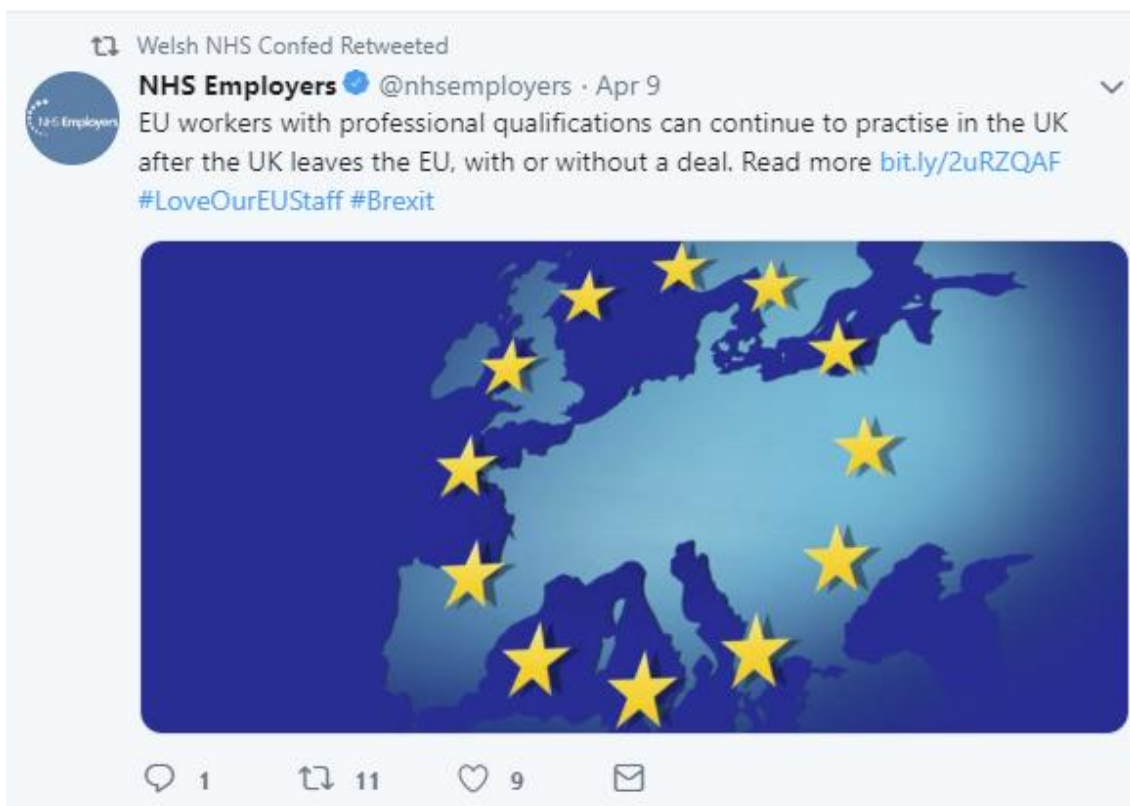 Welsh NHS Confed Retweeted
NHS Employers @nhsemployers · Apr 9
NHS Employers
EU workers with professional qualifications can continue to practise in the UK
after the UK leaves the EU, with or without a deal. Read more bit.ly/2uRZQAF
#LoveOurEUStaff #Brexit
1 11 9